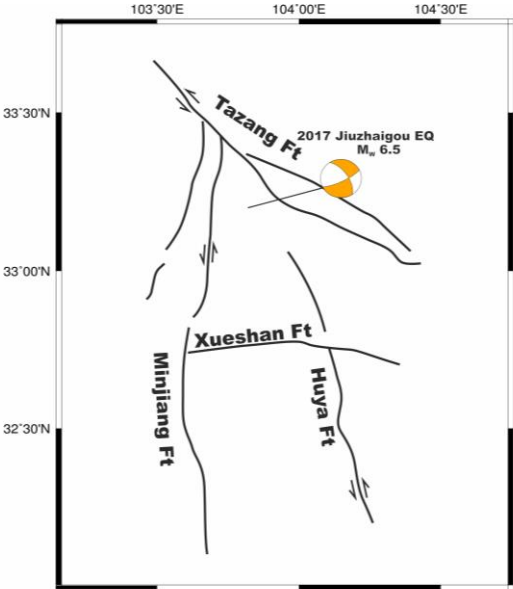 103°30'E
104°00'E
104°30'E
33°30'N
33°00'N
32°30'N
Tazang Ft
2017 Jiuzhaigou EQ
Mw 6.5
Xueshan Ft
Minjiang Ft
Huya Ft